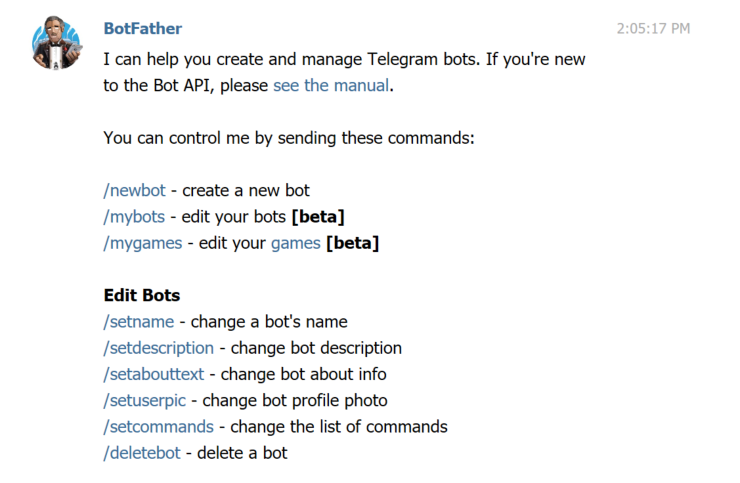 BotFather 2:05:17 PM
I can help you create and manage Telegram bots. If you're new
to the Bot API, please see the manual.
You can control me by sending these commands:
/newbot - create a new bot
/mybots - edit your bots [beta]
/mygames - edit your games [beta]
Edit Bots
/setname - change a bot's name
/setdescription - change bot description
/setabouttext - change bot about info
/setuserpic - change bot profile photo
/setcommands - change the list of commands
/deletebot - delete a bot